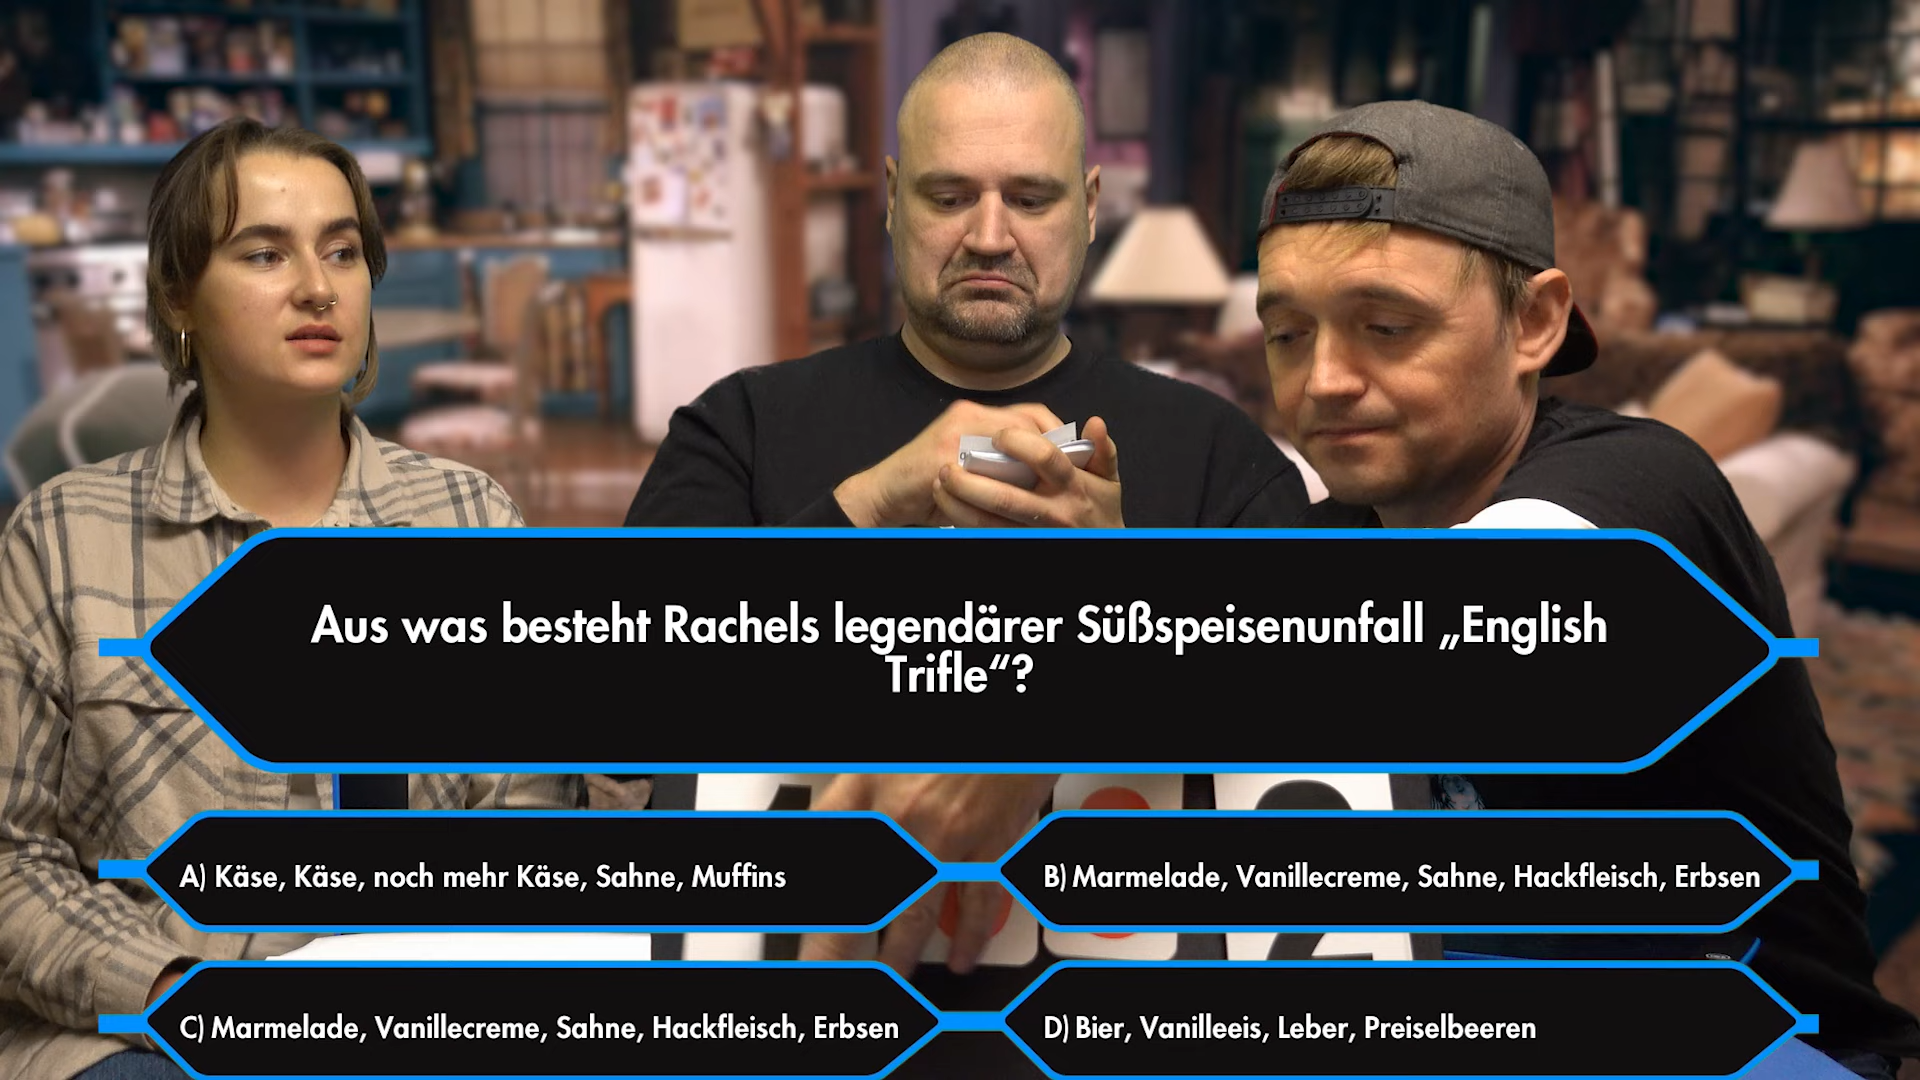 Aus was besteht Rachels legendärer Süßspeisenunfall „English
Trifle“?
A) Käse, Käse, noch mehr Käse, Sahne, Muffins
B) Marmelade, Vanillecreme, Sahne, Hackfleisch, Erbsen
C) Marmelade, Vanillecreme, Sahne, Hackfleisch, Erbsen
D) Bier, Vanilleeis, Leber, Preiselbeeren